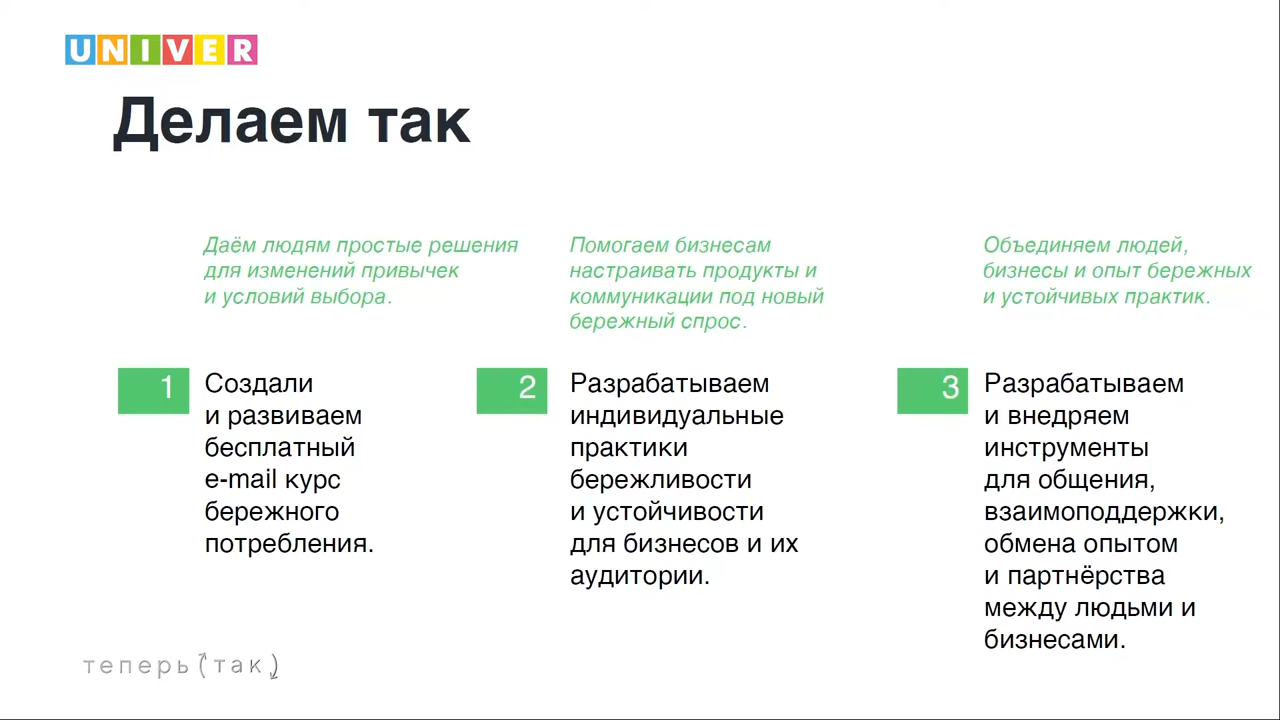 UNIVER
Делаем так
Даём людям простые решения
для изменений привычек
и условий выбора.
1
Создали
и развиваем
бесплатный
e-mail курс
бережного
потребления.
Помогаем бизнесам
настраивать продукты и
коммуникации под новый
бережный спрос.
2
Разрабатываем
индивидуальные
практики
бережливости
и устойчивости
для бизнесов и их
аудитории.
Объединяем людей,
бизнесы и опыт бережных
и устойчивых практик.
3
Разрабатываем
и внедряем
инструменты
для общения,
взаимоподдержки,
обмена опытом
и партнёрства
между людьми и
бизнесами.
теперь (так)